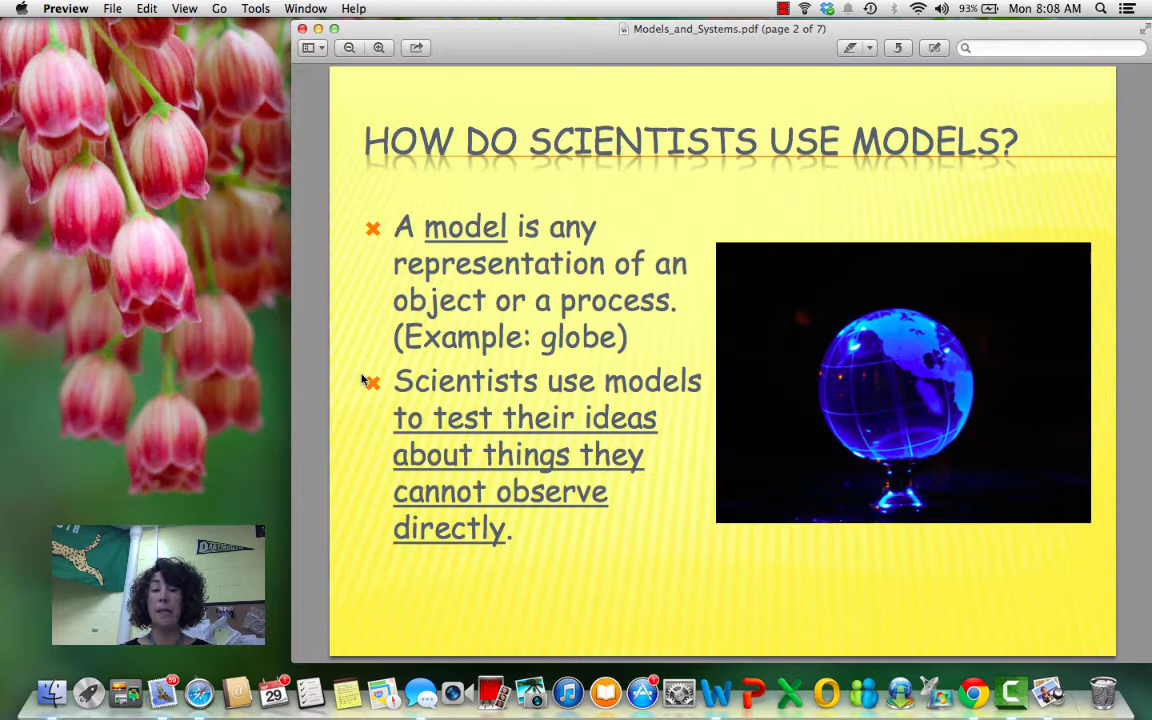 Preview File Edit View Go Tools Window Help 93% Mon 8:08 AM
Models_and_Systems.pdf (page 2 of 7)
HOW DO SCIENTISTS USE MODELS?
A model is any
representation of an
object or a process.
(Example: globe)
Scientists use models
to test their ideas
about things they
cannot observe
directly.
DARTMOUTH
29